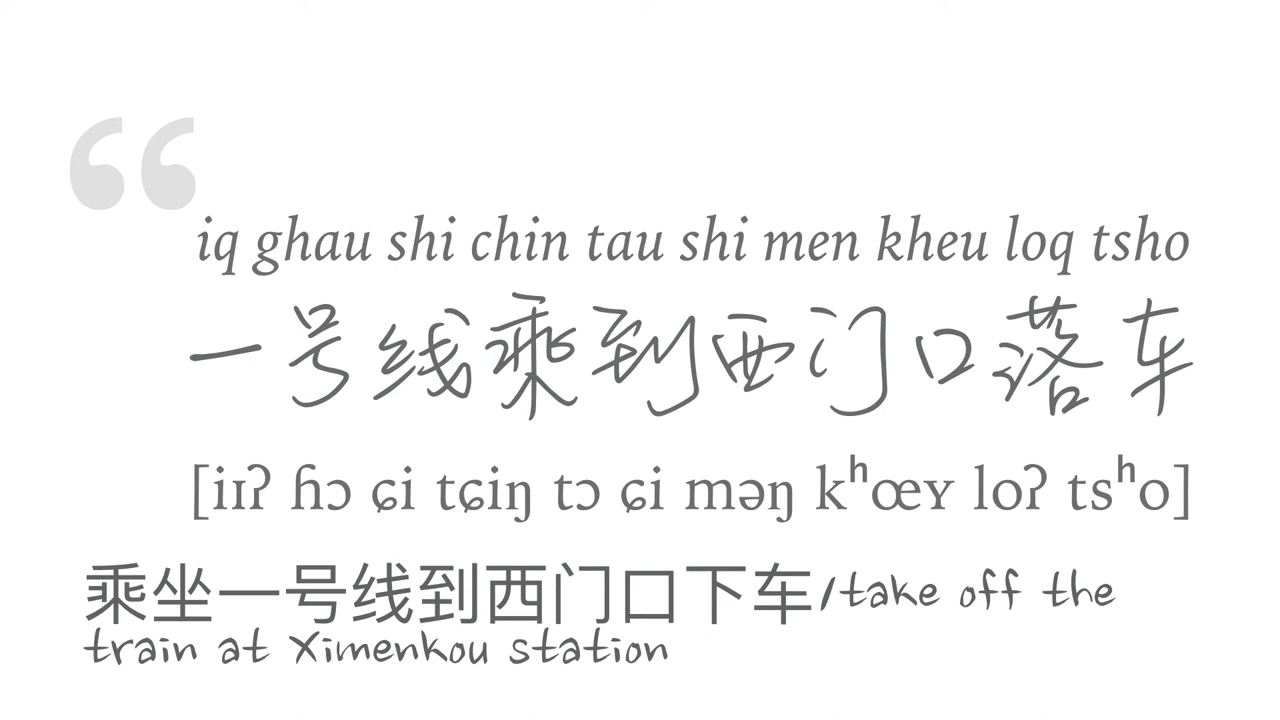 “
iq ghau shi chin tau shi men kheu loq tsho
一号线乘到西门口落车
[iɪʔ ɦɔ ɕi tɕiŋ tɔ ɕi məŋ kʰœʏ loʔ tsʰo]
乘坐一号线到西门口下车/take off the
train at Ximenkou station